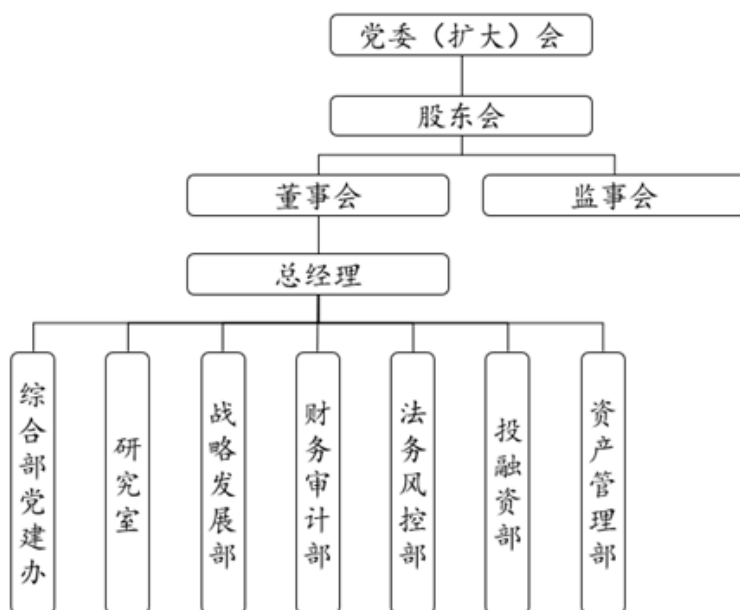 党委（扩大）会
股东会
董事会
监事会
总经理
综合部党建办
研究室
战略发展部
财务审计部
法务风控部
投融资部
资产管理部